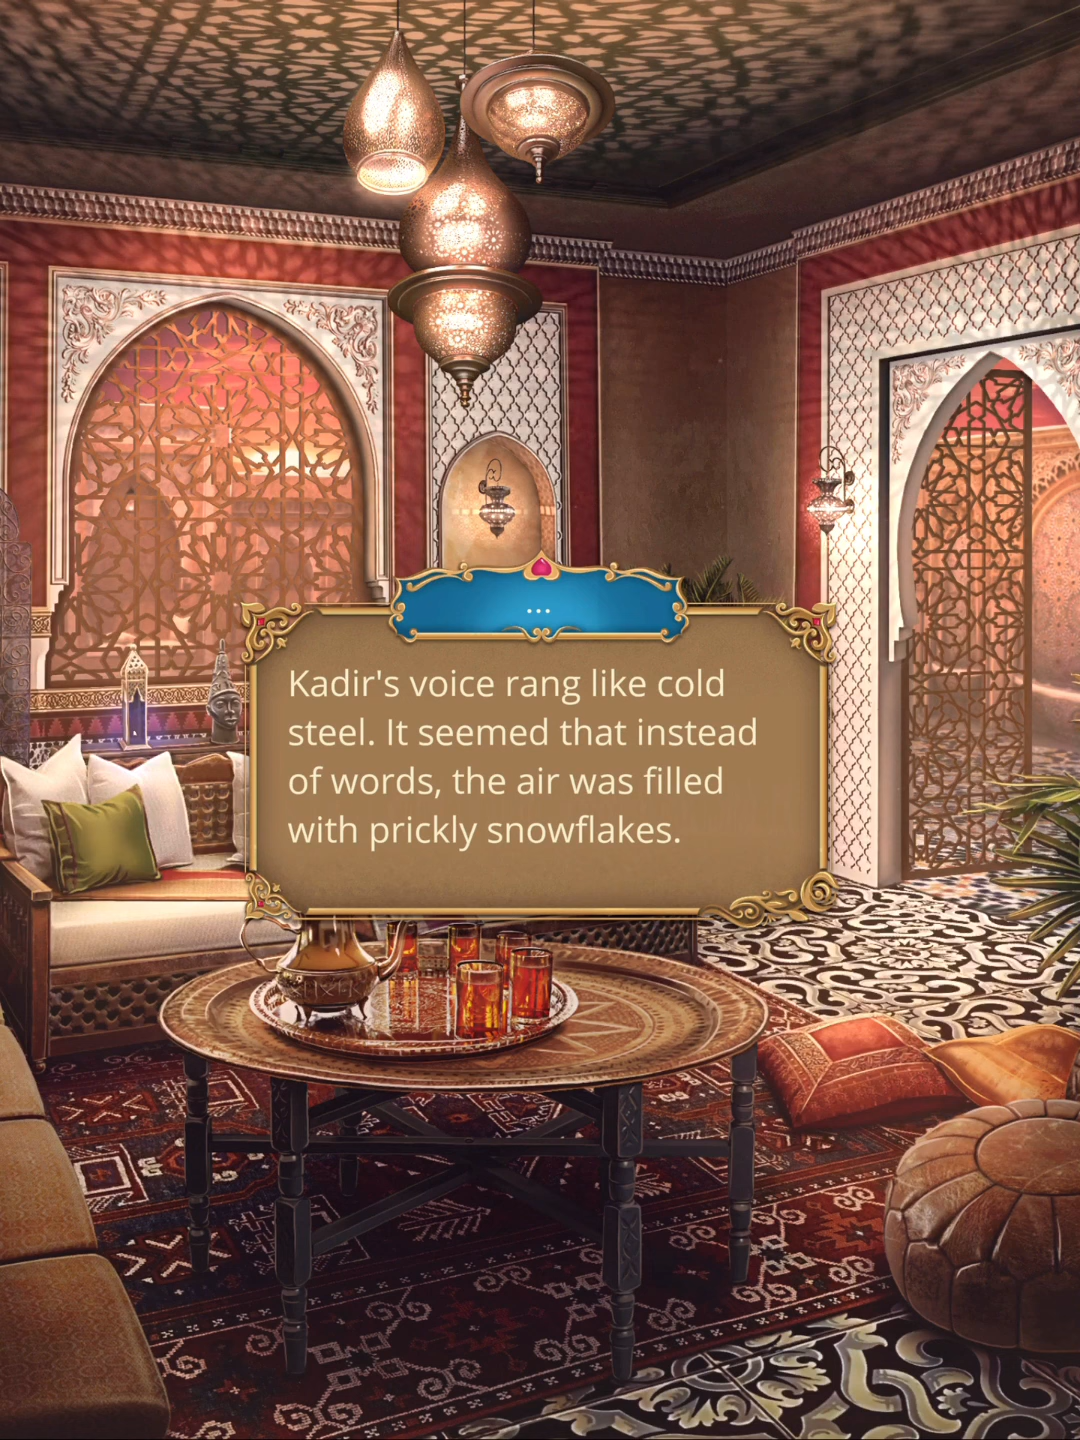 ...
Kadir's voice rang like cold
steel. It seemed that instead
of words, the air was filled
with prickly snowflakes.